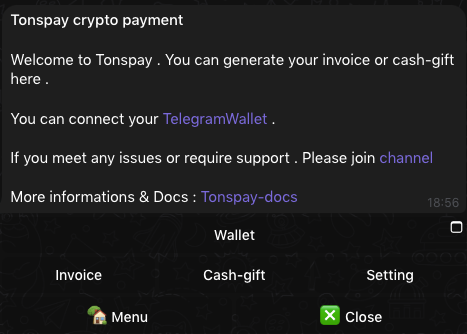 Tonspay crypto payment
Welcome to Tonspay . You can generate your invoice or cash-gift
here .
You can connect your TelegramWallet .
If you meet any issues or require support . Please join channel
More informations & Docs : Tonspay-docs
18:56
Wallet
Invoice Cash-gift Setting
Menu Close